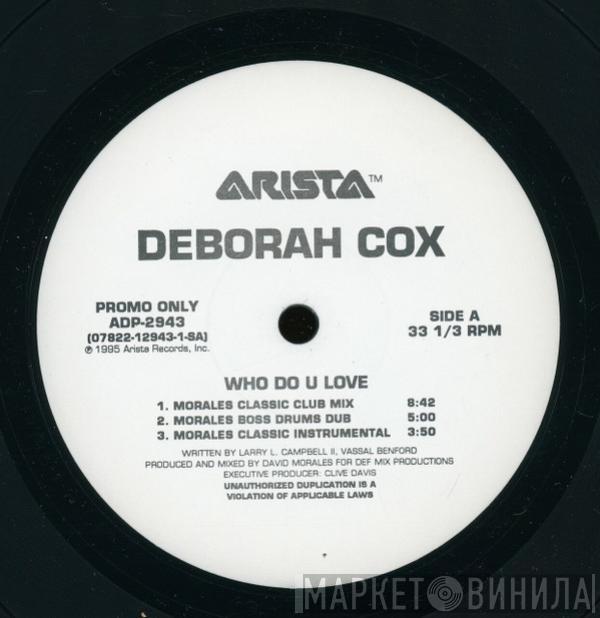 ARISTA™
DEBORAH COX
PROMO ONLY
ADP-2943
(07822-12943-1-SA)
℗ 1995 Arista Records, Inc.
SIDE A
33 1/3 RPM
WHO DO U LOVE
1. MORALES CLASSIC CLUB MIX 8:42
2. MORALES BOSS DRUMS DUB 5:00
3. MORALES CLASSIC INSTRUMENTAL 3:50
WRITTEN BY LARRY L. CAMPBELL II, VASSAL BENFORD
PRODUCED AND MIXED BY DAVID MORALES FOR DEF MIX PRODUCTIONS
EXECUTIVE PRODUCER: CLIVE DAVIS
UNAUTHORIZED DUPLICATION IS A
VIOLATION OF APPLICABLE LAWS
МАРКЕТ ВИНИЛА